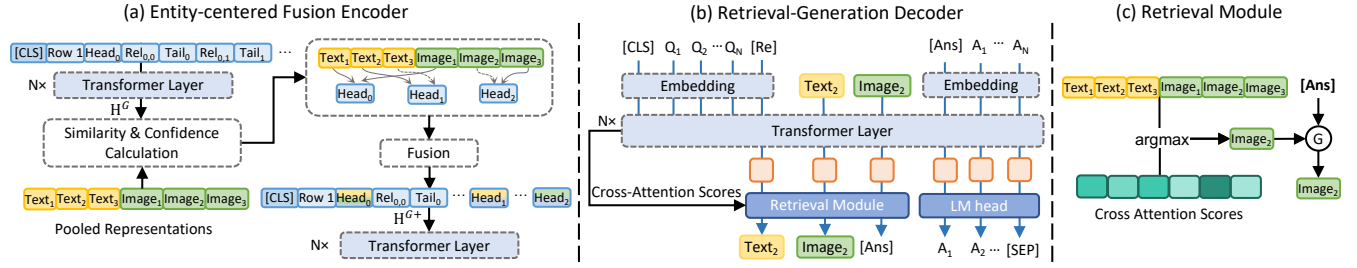 (a) Entity-centered Fusion Encoder
[CLS] Row 1 Head0 Rel0,0 Tail0 Rel0,1 Tail1 ...
N× Transformer Layer
H^G
Similarity & Confidence
Calculation
Text1 Text2 Text3 Image1 Image2 Image3
Pooled Representations
Text1 Text2 Text3 Image1 Image2 Image3
Head0 Head1 Head2
Fusion
[CLS] Row 1 Head0 Rel0,0 Tail0 ... Head1 ... Head2
H^G+
N× Transformer Layer
(b) Retrieval-Generation Decoder
[CLS] Q1 Q2 ... QN [Re]
Embedding
Text2 Image2
[Ans] A1 ... AN
Embedding
N× Transformer Layer
Cross-Attention Scores
Retrieval Module
LM head
Text2 Image2 [Ans]
A1 A2 ... [SEP]
(c) Retrieval Module
Text1 Text2 Text3 Image1 Image2 Image3 [Ans]
argmax Image2 G
Image2
Cross Attention Scores